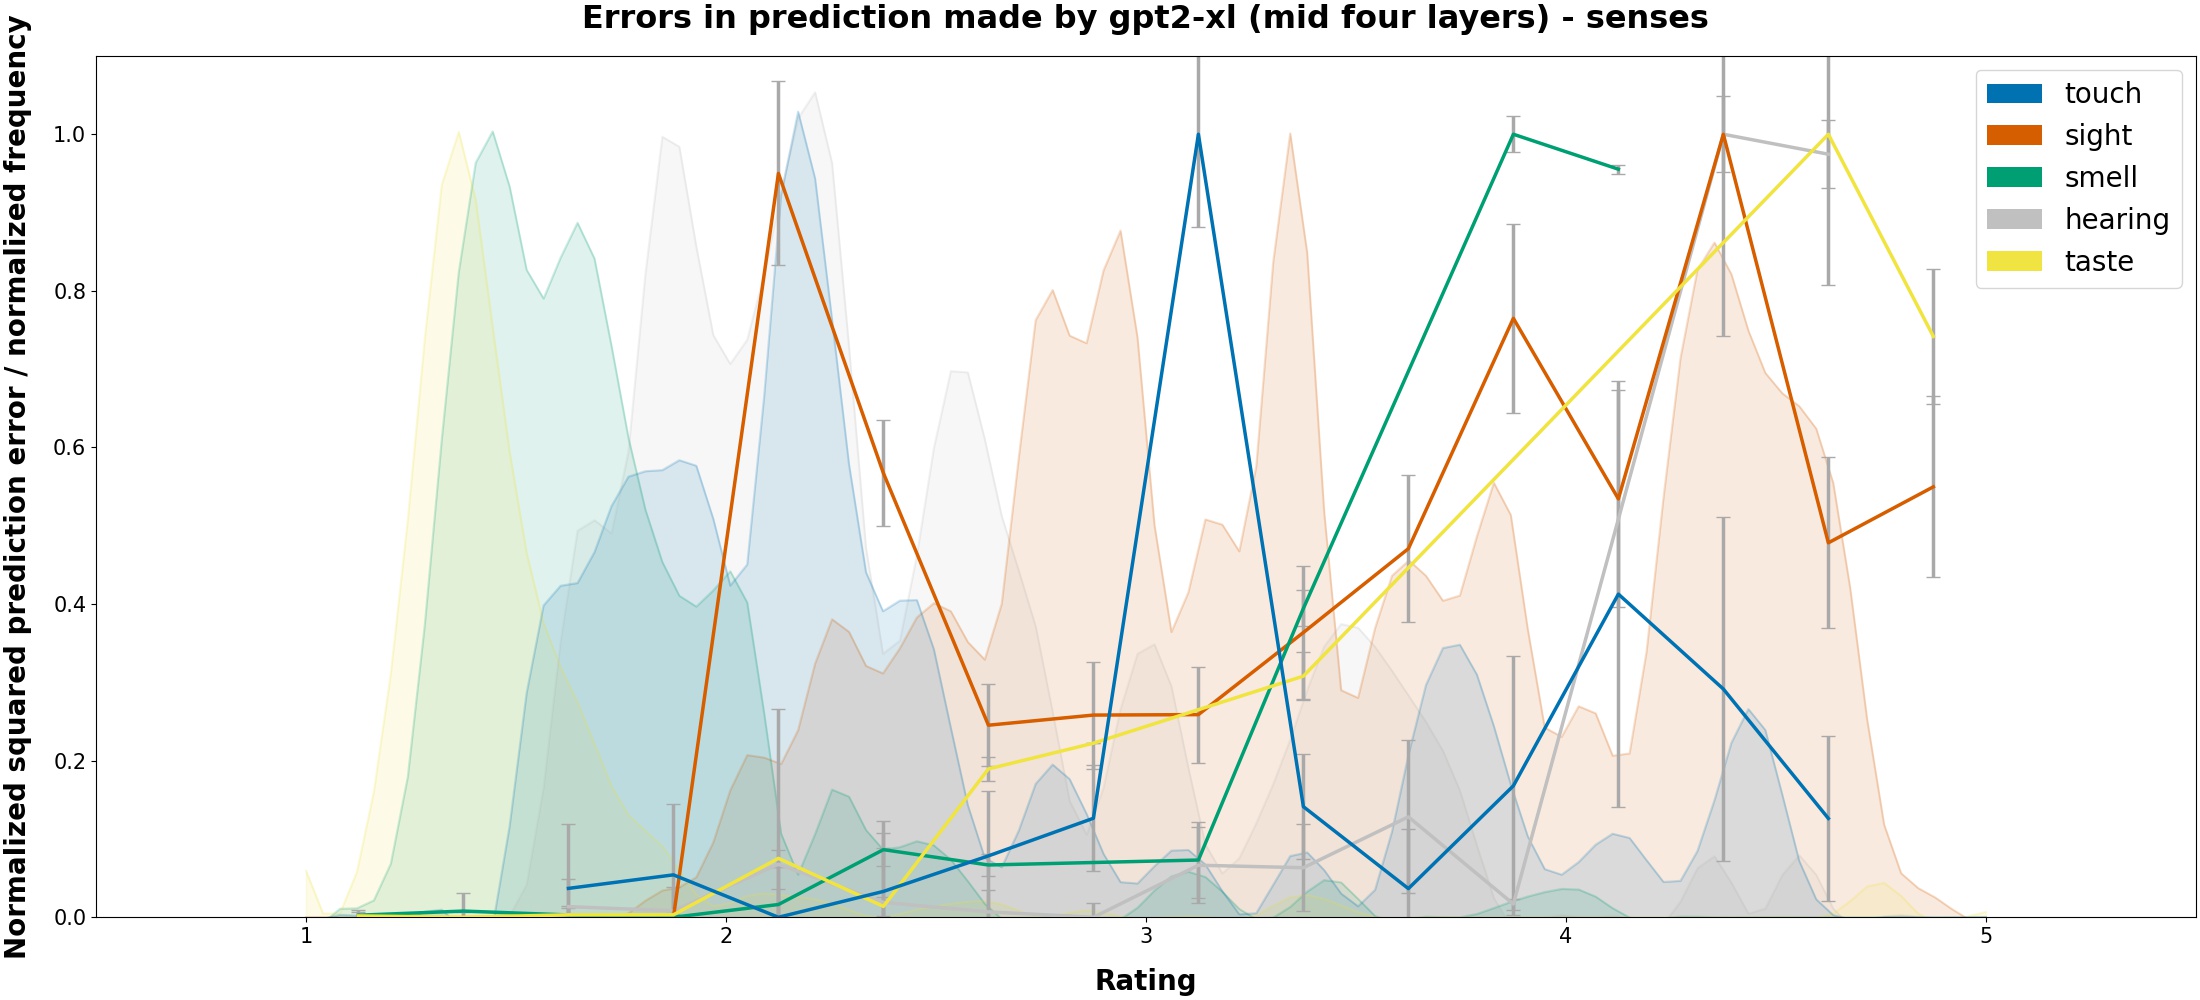 Errors in prediction made by gpt2-xl (mid four layers) - senses
Normalized squared prediction error / normalized frequency
1.0
0.8
0.6
0.4
0.2
0.0
touch
sight
smell
hearing
taste
1 2 3 4 5
Rating